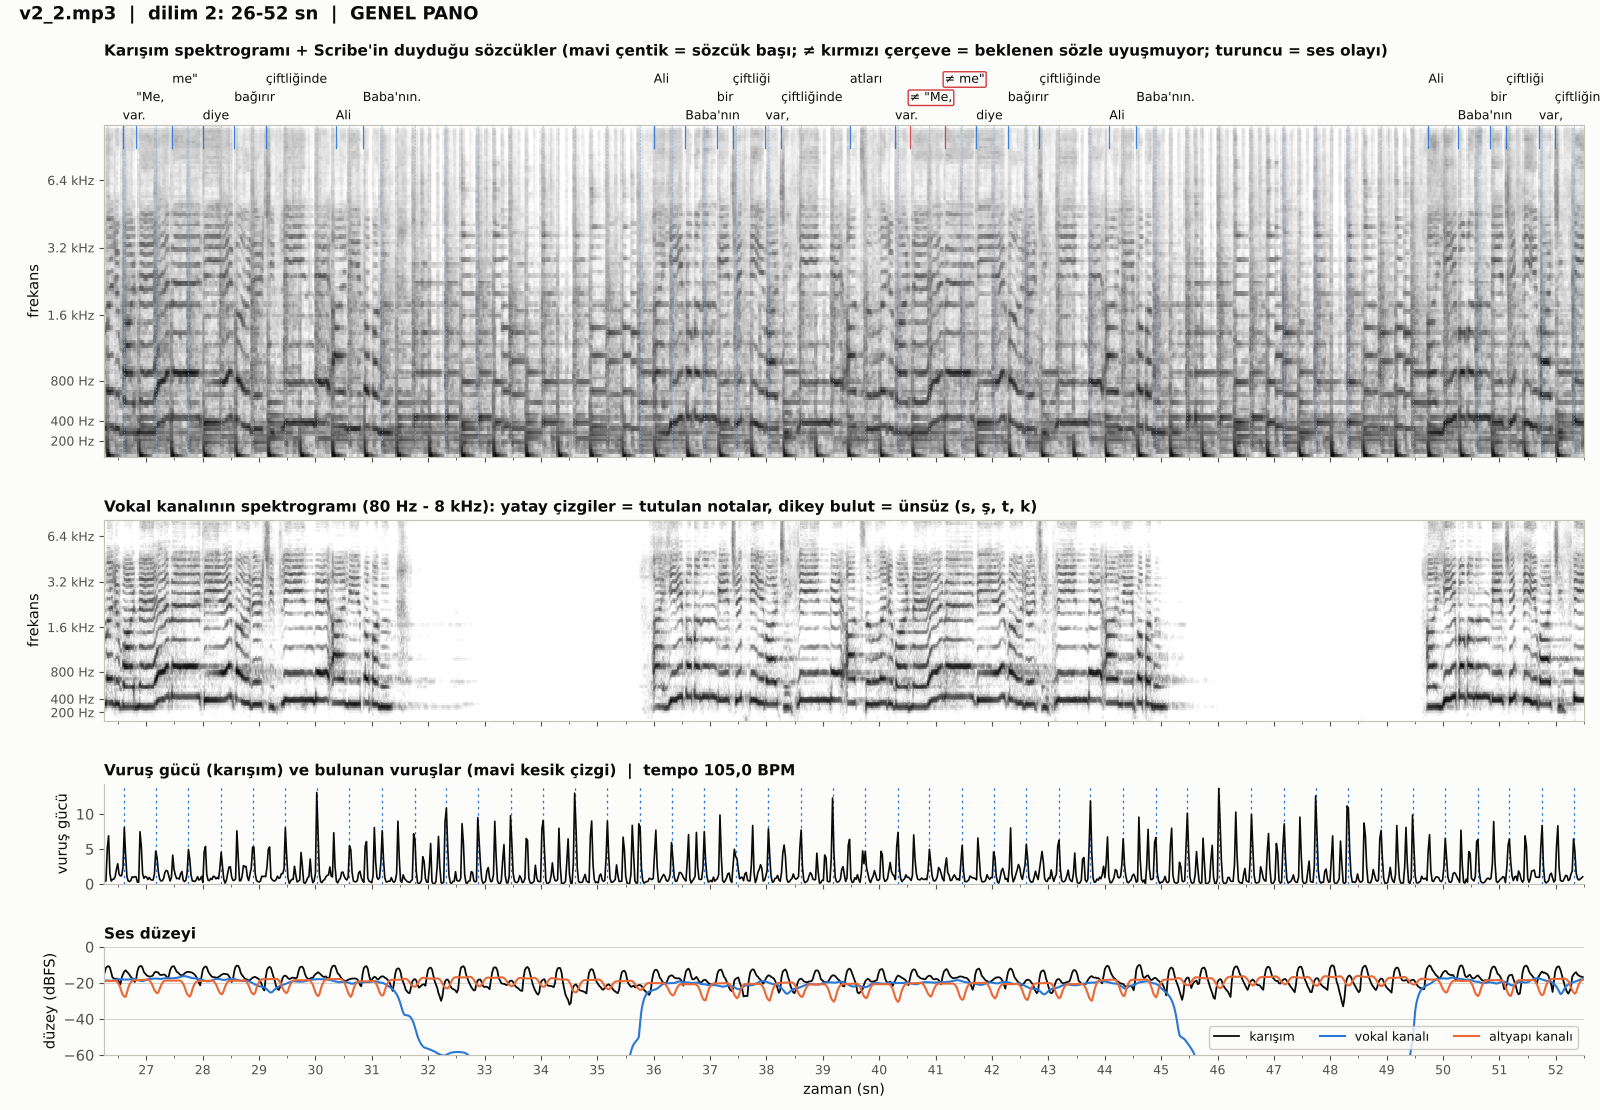 v2_2.mp3 | dilim 2: 26-52 sn | GENEL PANO
Karışım spektrogramı + Scribe'in duyduğu sözcükler (mavi çentik = sözcük başı; ≠ kırmızı çerçeve = beklenen sözle uyuşmuyor; turuncu = ses olayı)
me" çiftliğinde Ali çiftliği atları ≠ me" çiftliğinde Ali çiftliği
"Me, bağırır Baba'nın. bir çiftliğinde ≠ "Me, bağırır Baba'nın. bir çiftliğin
var. diye Ali Baba'nın var, var. diye Ali Baba'nın var,
6.4 kHz
3.2 kHz
1.6 kHz
800 Hz
400 Hz
200 Hz
frekans
Vokal kanalının spektrogramı (80 Hz - 8 kHz): yatay çizgiler = tutulan notalar, dikey bulut = ünsüz (s, ş, t, k)
6.4 kHz
3.2 kHz
1.6 kHz
800 Hz
400 Hz
200 Hz
frekans
Vuruş gücü (karışım) ve bulunan vuruşlar (mavi kesik çizgi) | tempo 105,0 BPM
10
5
0
vuruş gücü
Ses düzeyi
0
−20
−40
−60
düzey (dBFS)
karışım vokal kanalı altyapı kanalı
27 28 29 30 31 32 33 34 35 36 37 38 39 40 41 42 43 44 45 46 47 48 49 50 51 52
zaman (sn)